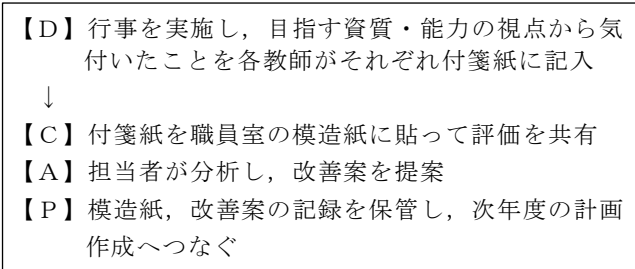 【D】行事を実施し，目指す資質・能力の視点から気
付いたことを各教師がそれぞれ付箋紙に記入
↓
【C】付箋紙を職員室の模造紙に貼って評価を共有
【A】担当者が分析し，改善案を提案
【P】模造紙，改善案の記録を保管し，次年度の計画
作成へつなぐ